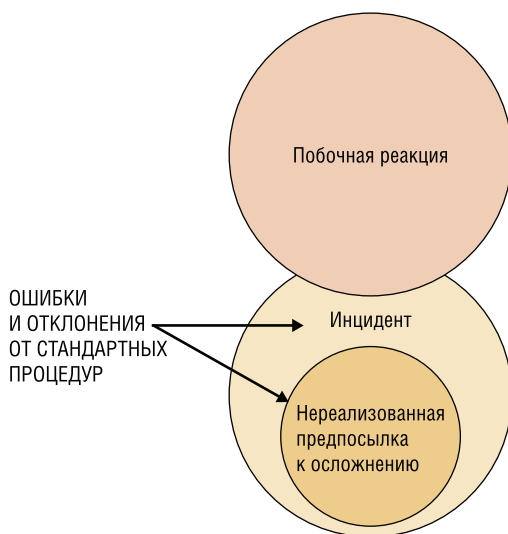 Побочная реакция
ОШИБКИ
И ОТКЛОНЕНИЯ
ОТ СТАНДАРТНЫХ
ПРОЦЕДУР
Инцидент
Нереализованная
предпосылка
к осложнению